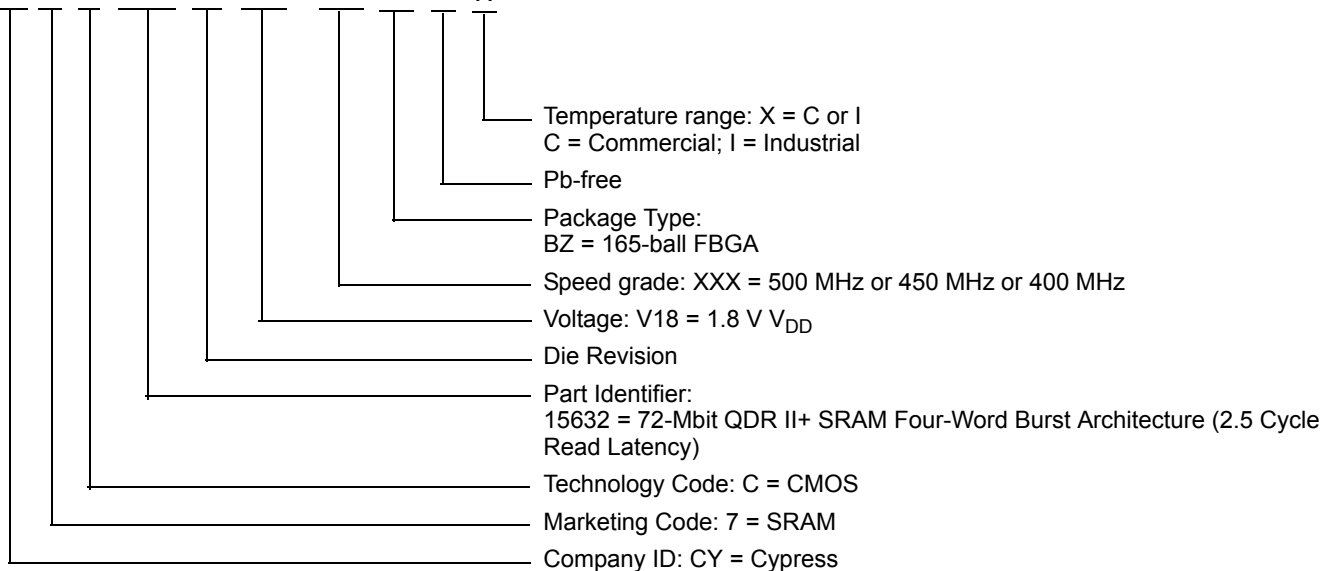 Temperature range: X = C or I
C = Commercial; I = Industrial
Pb-free
Package Type:
BZ = 165-ball FBGA
Speed grade: XXX = 500 MHz or 450 MHz or 400 MHz
Voltage: V18 = 1.8 V VDD
Die Revision
Part Identifier:
15632 = 72-Mbit QDR II+ SRAM Four-Word Burst Architecture (2.5 Cycle
Read Latency)
Technology Code: C = CMOS
Marketing Code: 7 = SRAM
Company ID: CY = Cypress